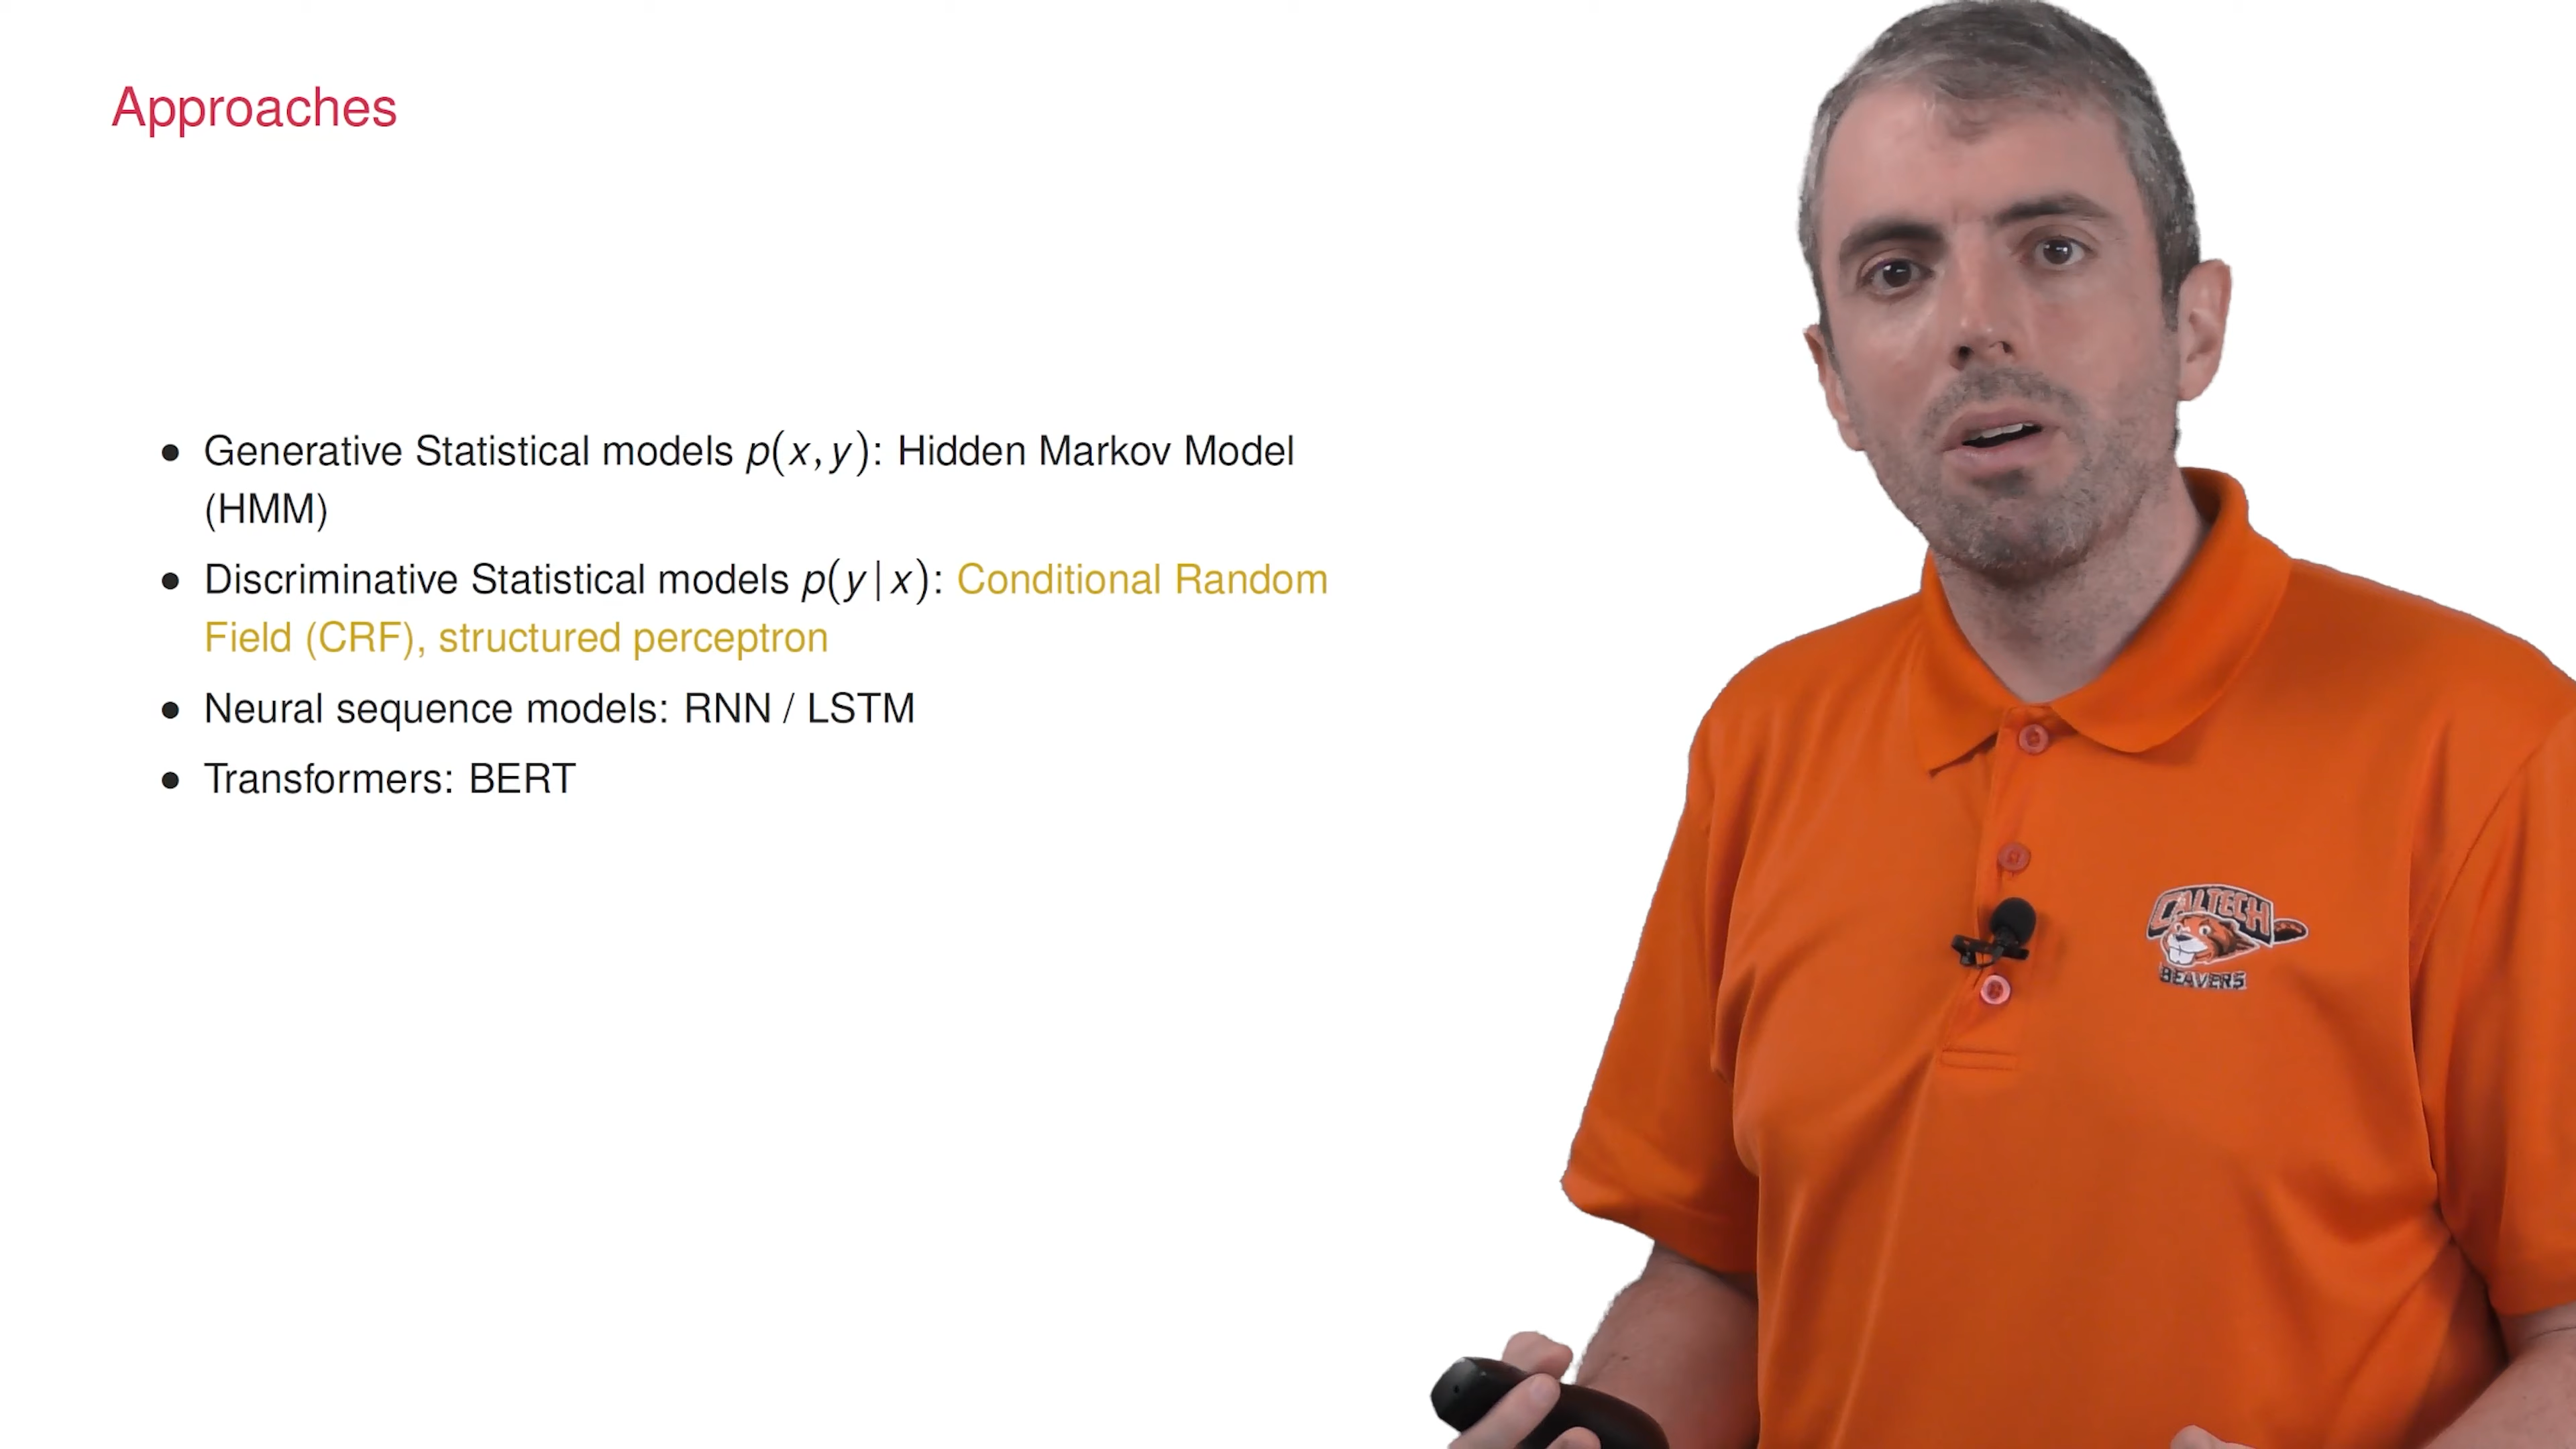 Approaches
• Generative Statistical models p(x, y): Hidden Markov Model
(HMM)
• Discriminative Statistical models p(y | x): Conditional Random
Field (CRF), structured perceptron
• Neural sequence models: RNN / LSTM
• Transformers: BERT
CALTECH
BEAVERS